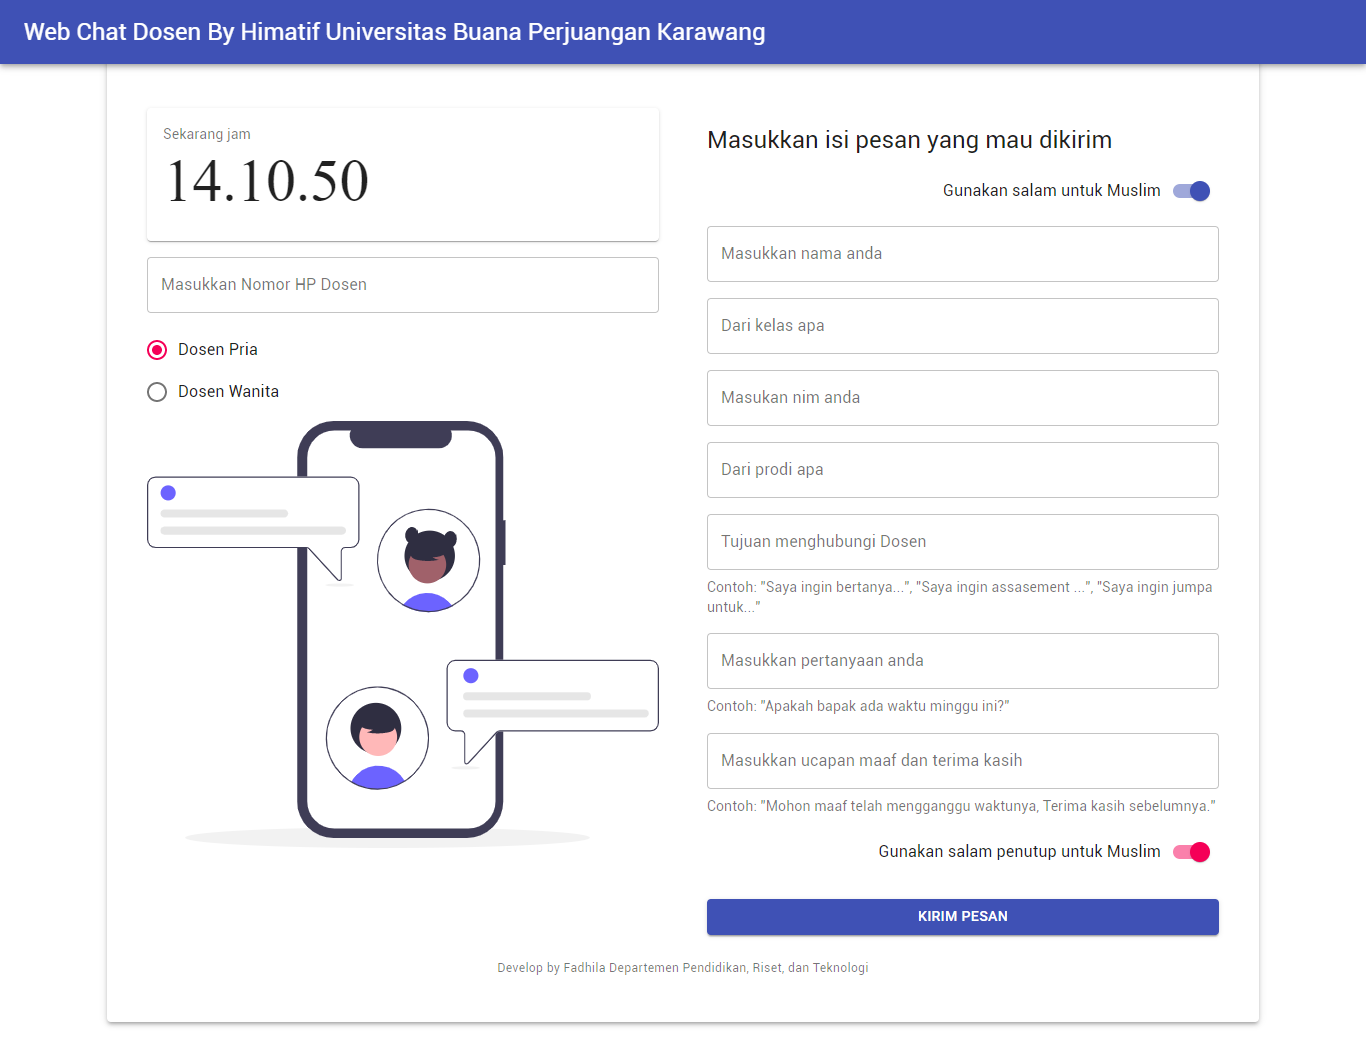 Web Chat Dosen By Himatif Universitas Buana Perjuangan Karawang
Sekarang jam
14.10.50
Masukkan Nomor HP Dosen
Dosen Pria
Dosen Wanita
Masukkan isi pesan yang mau dikirim
Gunakan salam untuk Muslim
Masukkan nama anda
Dari kelas apa
Masukan nim anda
Dari prodi apa
Tujuan menghubungi Dosen
Contoh: "Saya ingin bertanya...", "Saya ingin assasement ...", "Saya ingin jumpa
untuk..."
Masukkan pertanyaan anda
Contoh: "Apakah bapak ada waktu minggu ini?"
Masukkan ucapan maaf dan terima kasih
Contoh: "Mohon maaf telah mengganggu waktunya, Terima kasih sebelumnya."
Gunakan salam penutup untuk Muslim
KIRIM PESAN
Develop by Fadhila Departemen Pendidikan, Riset, dan Teknologi